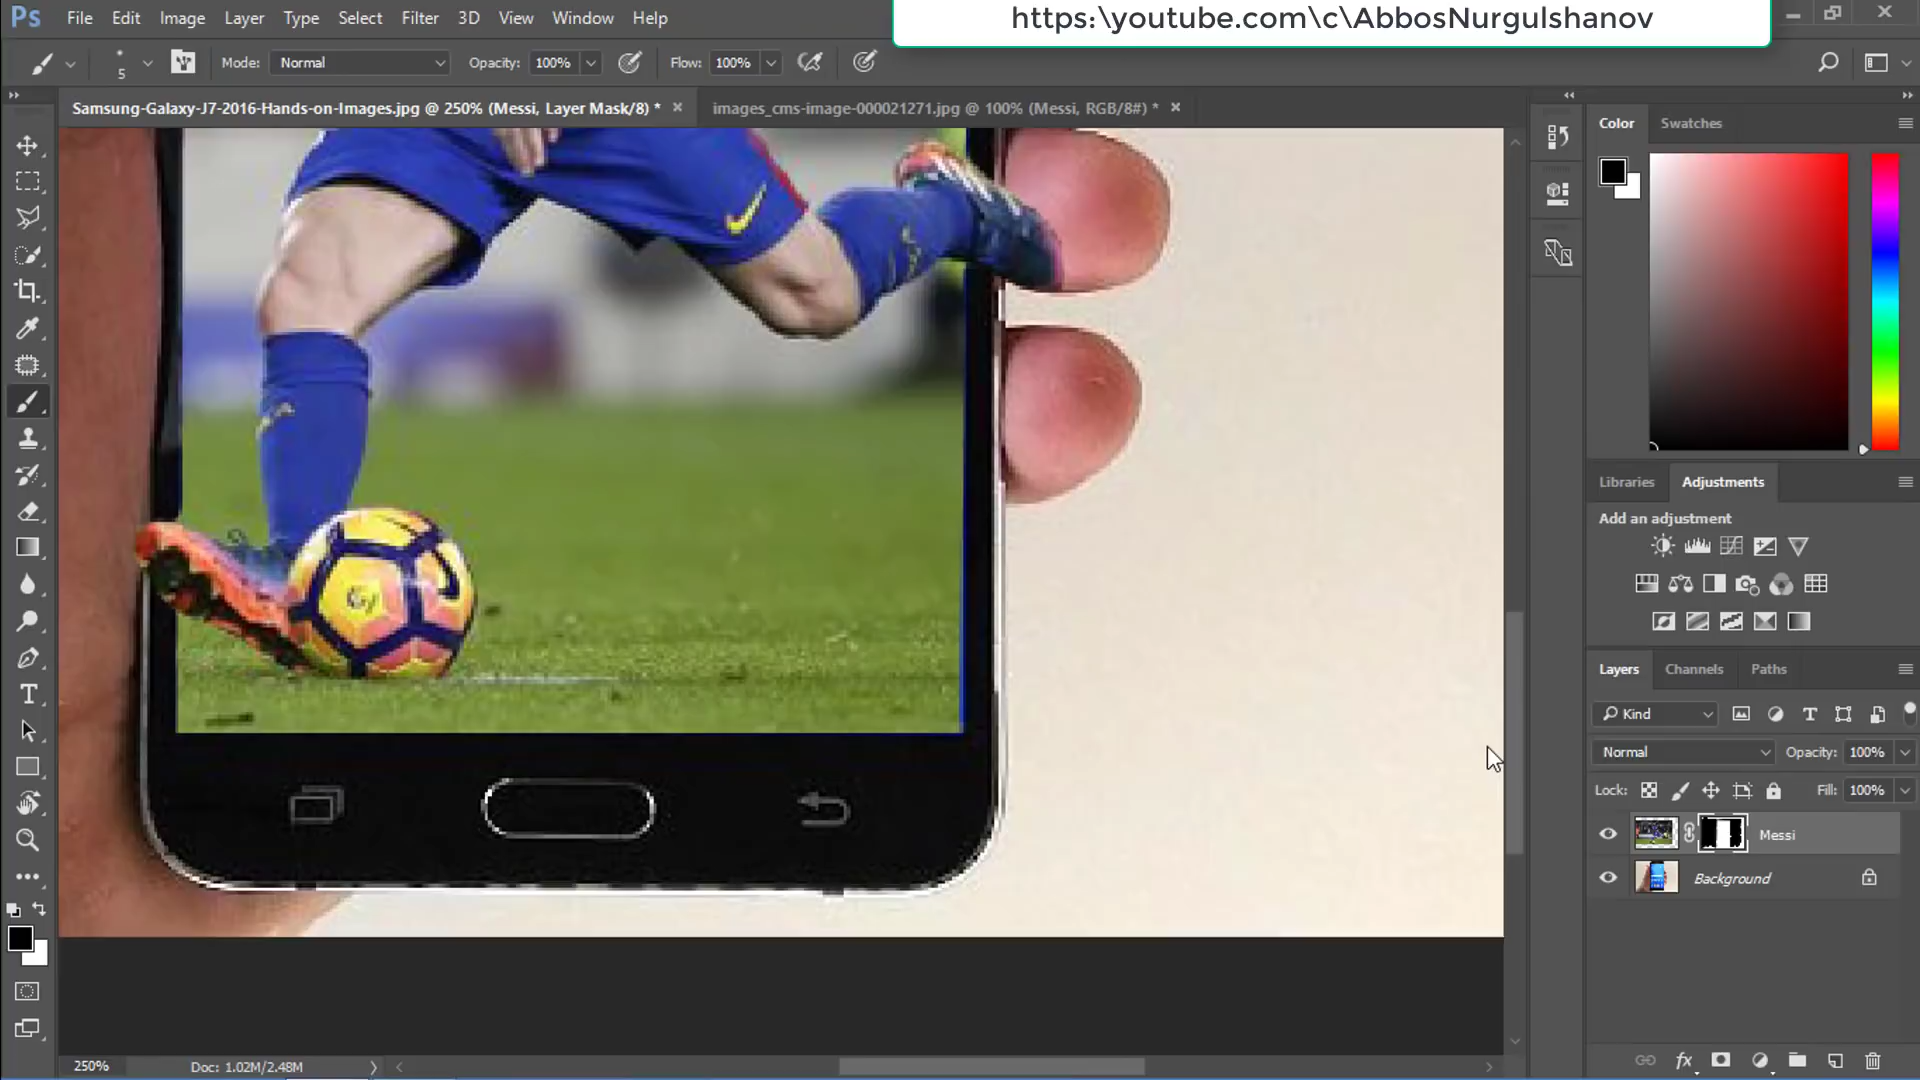 https:\youtube.com\c\AbbosNurgulshanov
Ps File Edit Image Layer Type Select Filter 3D View Window Help
5 Mode: Normal Opacity: 100% Flow: 100%
Samsung-Galaxy-J7-2016-Hands-on-Images.jpg @ 250% (Messi, Layer Mask/8) *
images_cms-image-000021271.jpg @ 100% (Messi, RGB/8#) *
Color Swatches
Libraries Adjustments
Add an adjustment
Layers Channels Paths
Kind
Normal Opacity: 100%
Lock: Fill: 100%
Messi
Background
250% Doc: 1.02M/2.48M